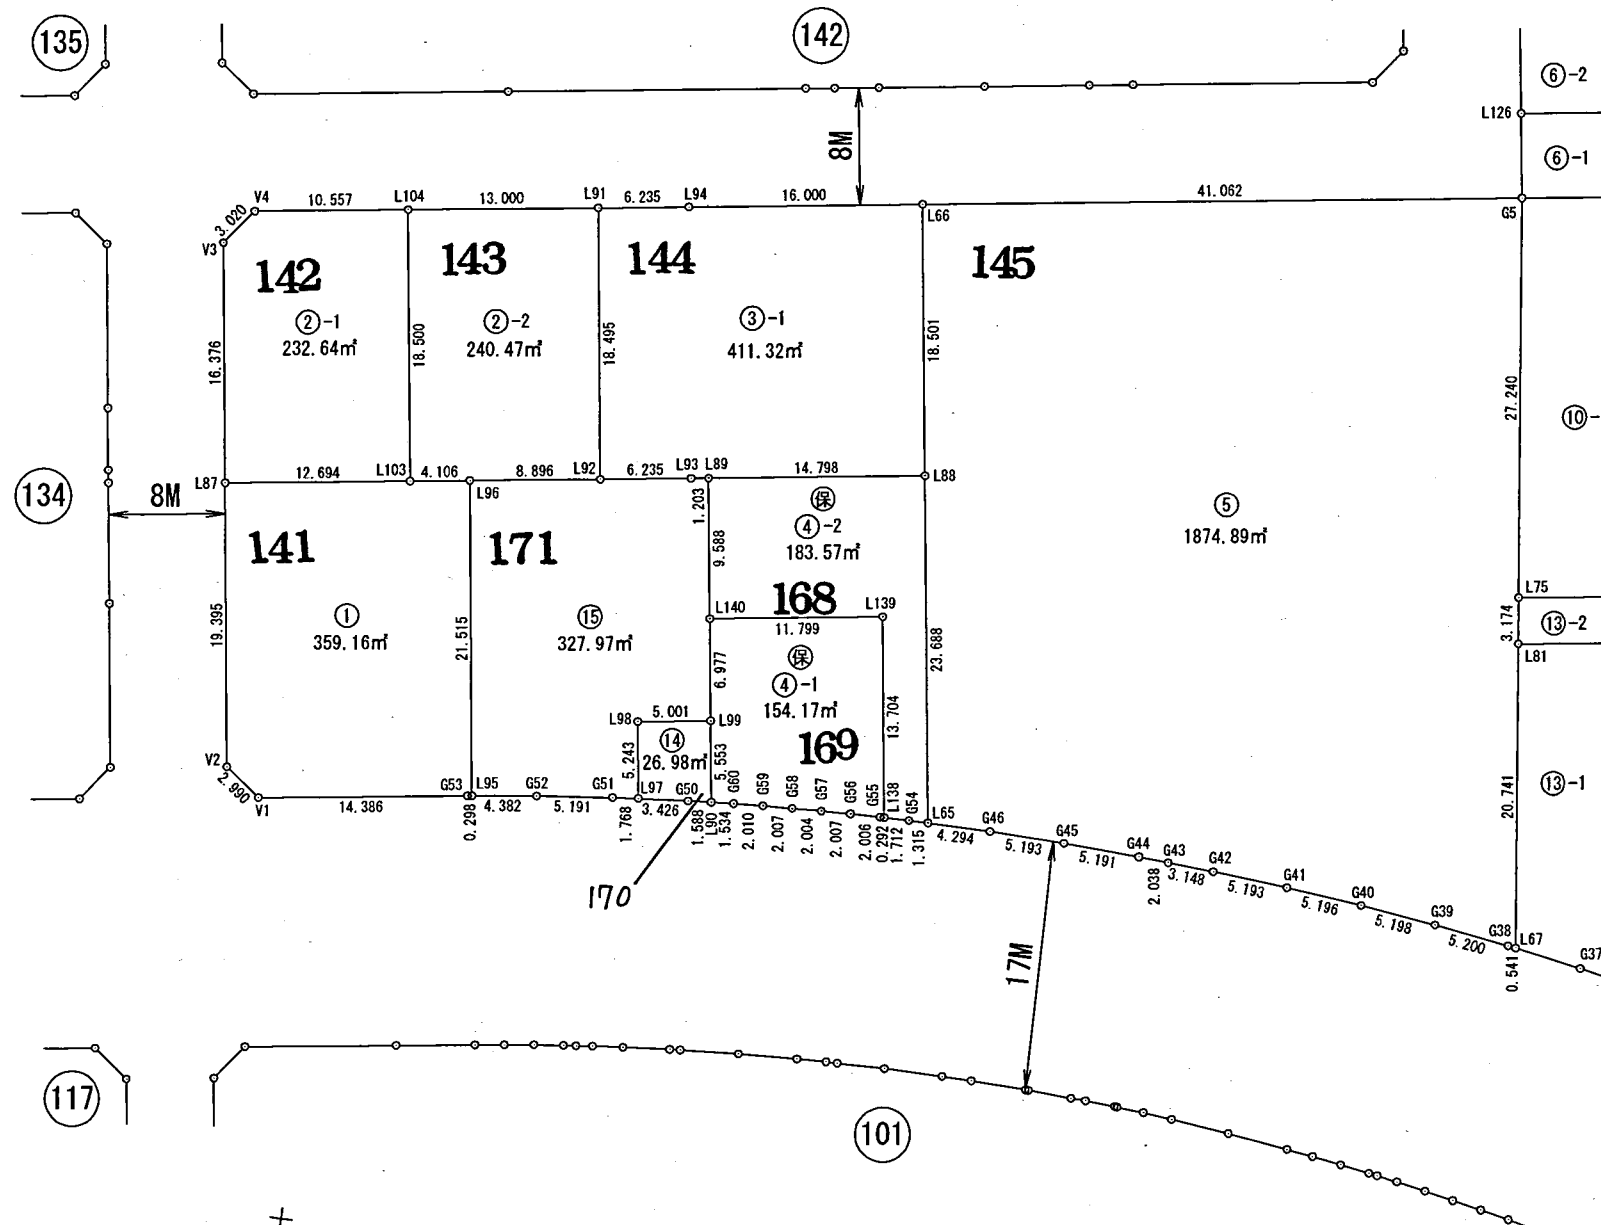 135
142
⑥-2
L126
8M
⑥-1
V4
10.557
L104
13.000
L91
6.235
L94
16.000
41.062
L66
G5
3.020
V3
142
143
144
145
②-1
232.64㎡
②-2
240.47㎡
③-1
411.32㎡
16.376
18.500
18.495
18.501
27.240
⑩-
L87
12.694
L103
4.106
L96
8.896
L92
6.235
L93
L89
14.798
L88
134
8M
1.203
保
④-2
183.57㎡
⑤
1874.89㎡
141
171
9.588
168
L140
L139
11.799
L75
3.174
⑬-2
L81
19.395
①
359.16㎡
21.515
⑮
327.97㎡
6.977
保
④-1
154.17㎡
23.688
13.704
169
L98
5.001
L99
⑭
26.98㎡
5.243
5.553
20.741
⑬-1
V2
2.990
V1
14.386
G53
L95
0.298
4.382
G52
5.191
G51
1.768
L97
3.426
G50
1.588
L90
1.534
G60
2.010
G59
2.007
G58
2.004
G57
2.007
G56
2.006
G55
0.292
L138
1.712
G54
1.315
L65
4.294
G46
5.193
G45
5.191
G44
2.038
G43
3.148
G42
5.193
G41
5.196
G40
5.198
G39
5.200
G38
0.541
L67
G37
170
17M
117
101